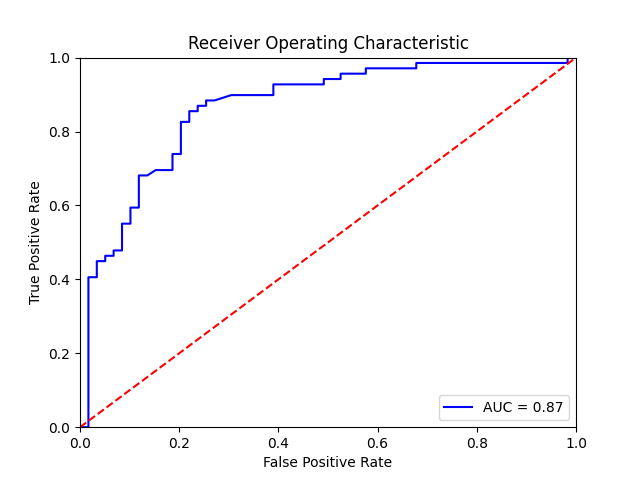 Receiver Operating Characteristic
1.0
0.8
0.6
0.4
0.2
0.0
True Positive Rate
AUC = 0.87
0.0 0.2 0.4 0.6 0.8 1.0
False Positive Rate